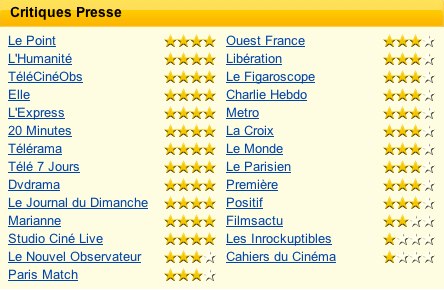 Critiques Presse
Le Point
L'Humanité
TéléCinéObs
Elle
L'Express
20 Minutes
Télérama
Télé 7 Jours
Dvdrama
Le Journal du Dimanche
Marianne
Studio Ciné Live
Le Nouvel Observateur
Paris Match
Ouest France
Libération
Le Figaroscope
Charlie Hebdo
Metro
La Croix
Le Monde
Le Parisien
Première
Positif
Filmsactu
Les Inrockuptibles
Cahiers du Cinéma